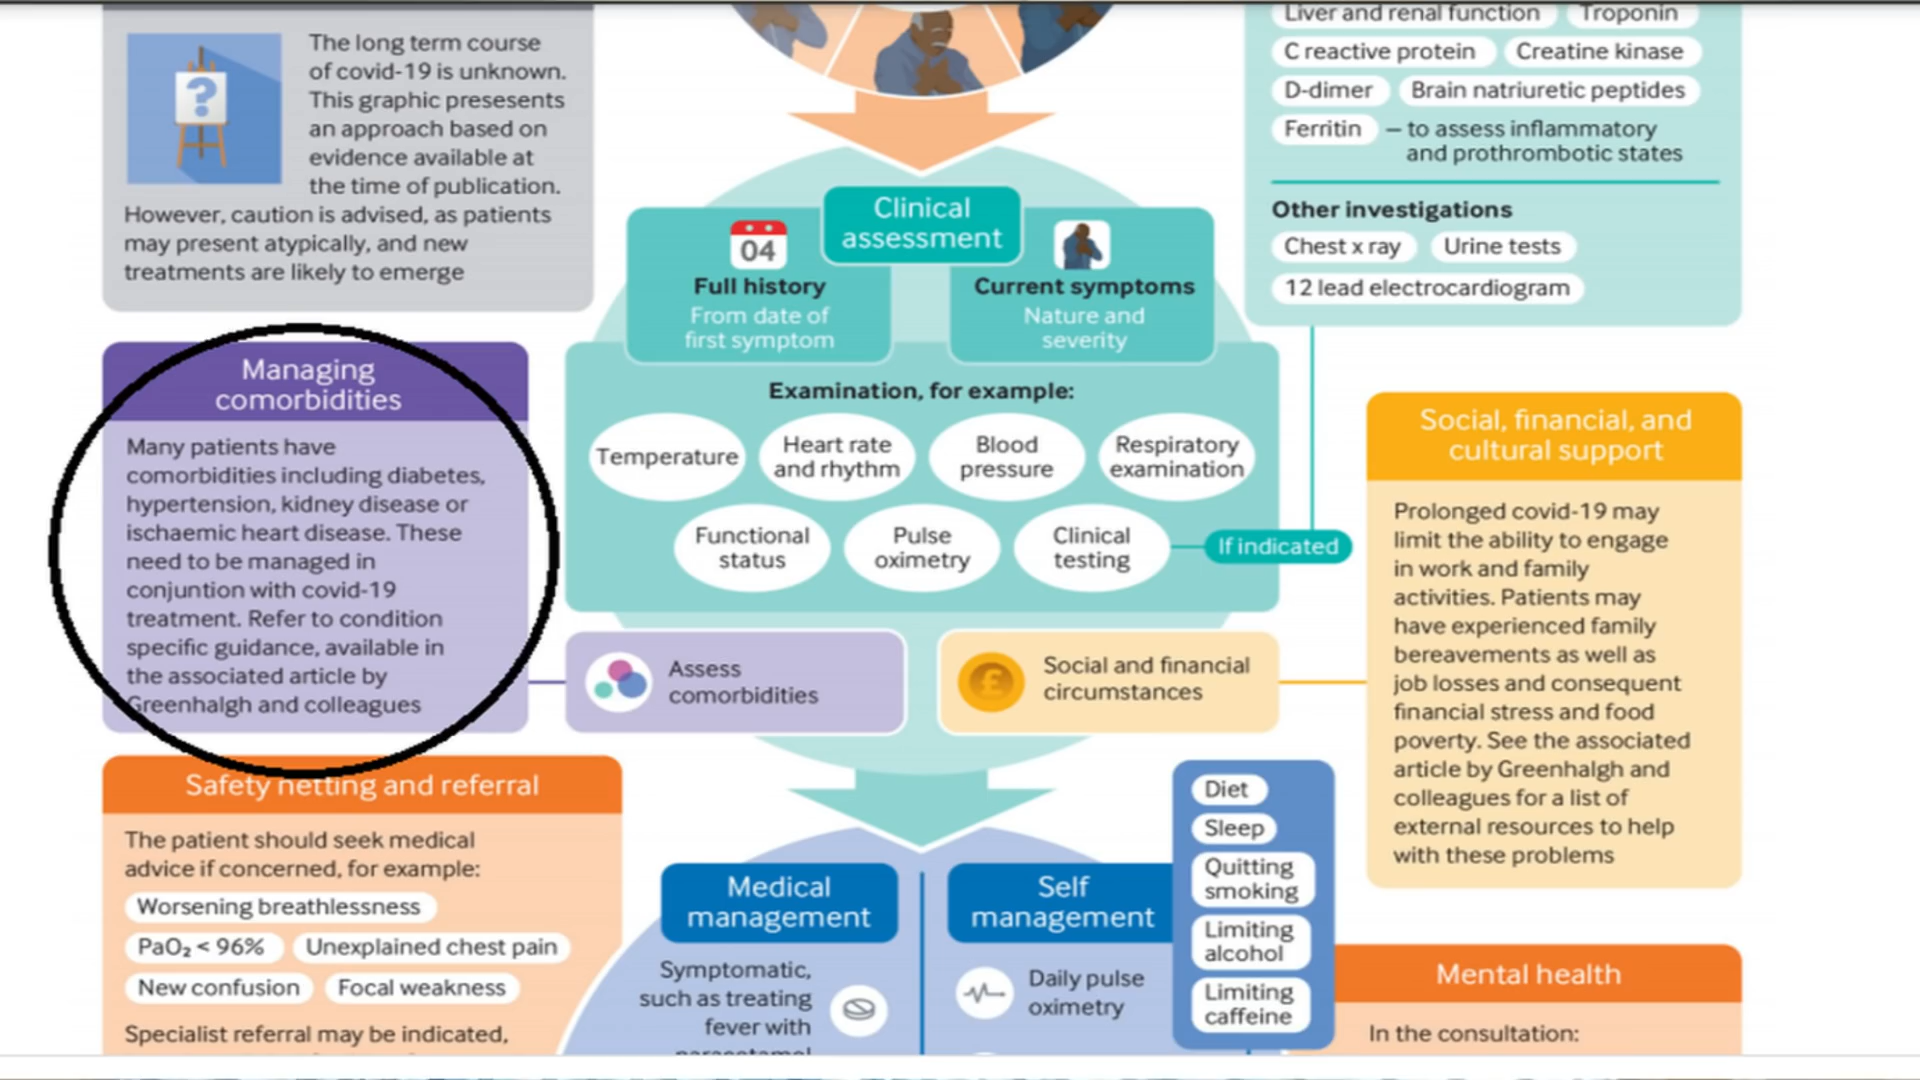 The long term course
of covid-19 is unknown.
This graphic presesents
an approach based on
evidence available at
the time of publication.
However, caution is advised, as patients
may present atypically, and new
treatments are likely to emerge
?
Managing
comorbidities
Many patients have
comorbidities including diabetes,
hypertension, kidney disease or
ischaemic heart disease. These
need to be managed in
conjuntion with covid-19
treatment. Refer to condition
specific guidance, available in
the associated article by
Greenhalgh and colleagues
Safety netting and referral
The patient should seek medical
advice if concerned, for example:
Worsening breathlessness
PaO₂ < 96% Unexplained chest pain
New confusion Focal weakness
Specialist referral may be indicated,
Clinical
assessment
04
Full history
From date of
first symptom
Current symptoms
Nature and
severity
Examination, for example:
Temperature
Heart rate
and rhythm
Blood
pressure
Respiratory
examination
Functional
status
Pulse
oximetry
Clinical
testing
If indicated
Assess
comorbidities
£
Social and financial
circumstances
Medical
management
Symptomatic,
such as treating
fever with
paracetamol
Self
management
Daily pulse
oximetry
Diet
Sleep
Quitting
smoking
Limiting
alcohol
Limiting
caffeine
Liver and renal function Troponin
C reactive protein Creatine kinase
D-dimer Brain natriuretic peptides
Ferritin – to assess inflammatory
and prothrombotic states
Other investigations
Chest x ray Urine tests
12 lead electrocardiogram
Social, financial, and
cultural support
Prolonged covid-19 may
limit the ability to engage
in work and family
activities. Patients may
have experienced family
bereavements as well as
job losses and consequent
financial stress and food
poverty. See the associated
article by Greenhalgh and
colleagues for a list of
external resources to help
with these problems
Mental health
In the consultation: